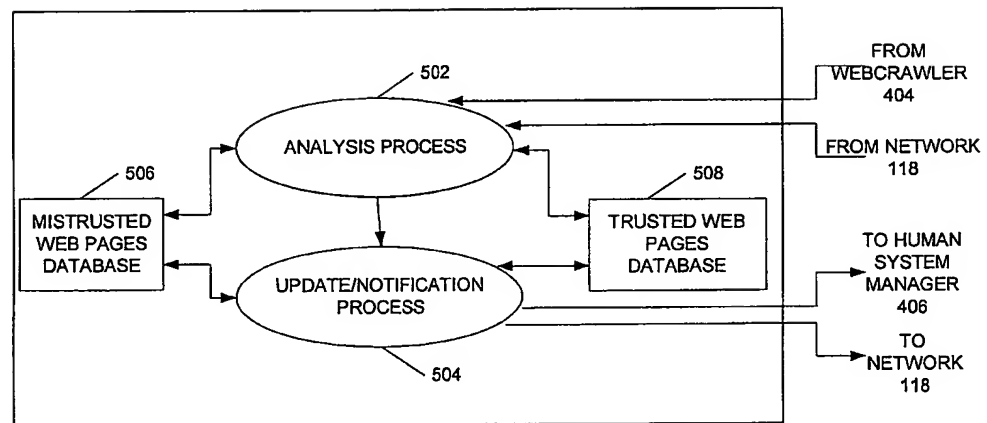 502
ANALYSIS PROCESS
506
MISTRUSTED
WEB PAGES
DATABASE
508
TRUSTED WEB
PAGES
DATABASE
UPDATE/NOTIFICATION
PROCESS
504
FROM
WEBCRAWLER
404
FROM NETWORK
118
TO HUMAN
SYSTEM
MANAGER
406
TO
NETWORK
118